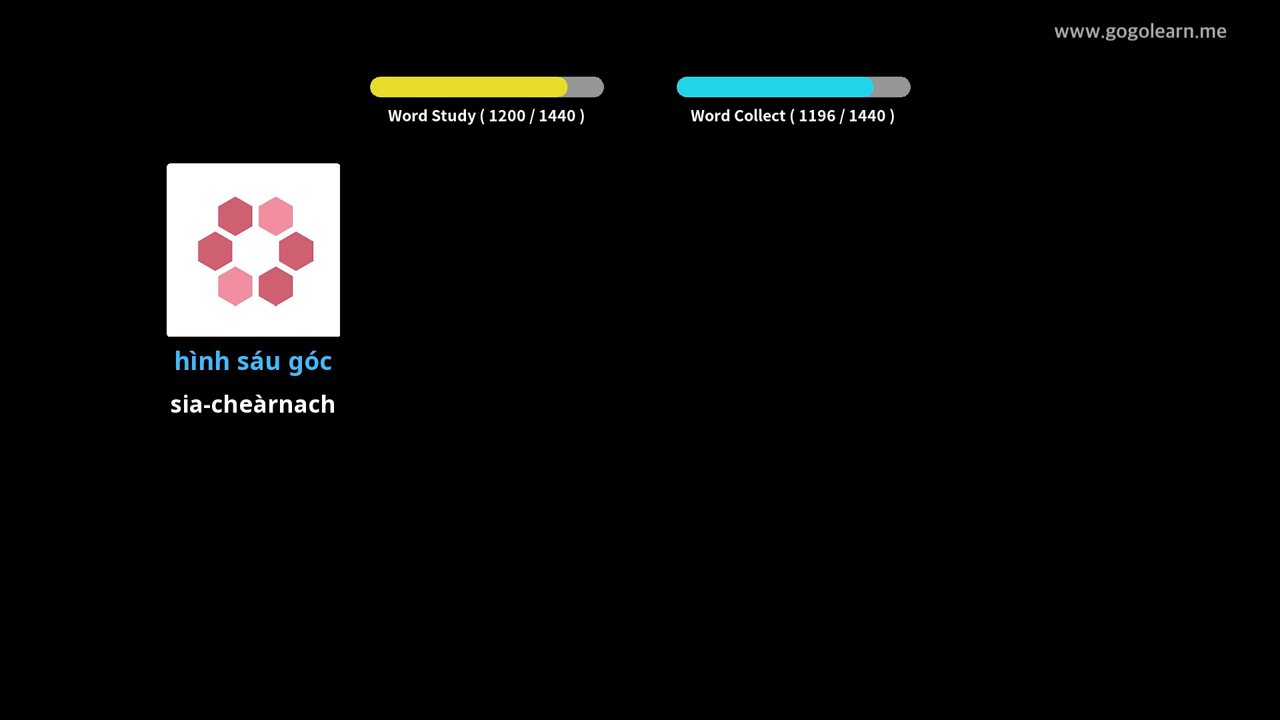 www.gogolearn.me
Word Study ( 1200 / 1440 )
Word Collect ( 1196 / 1440 )
hình sáu góc
sia-cheàrnach